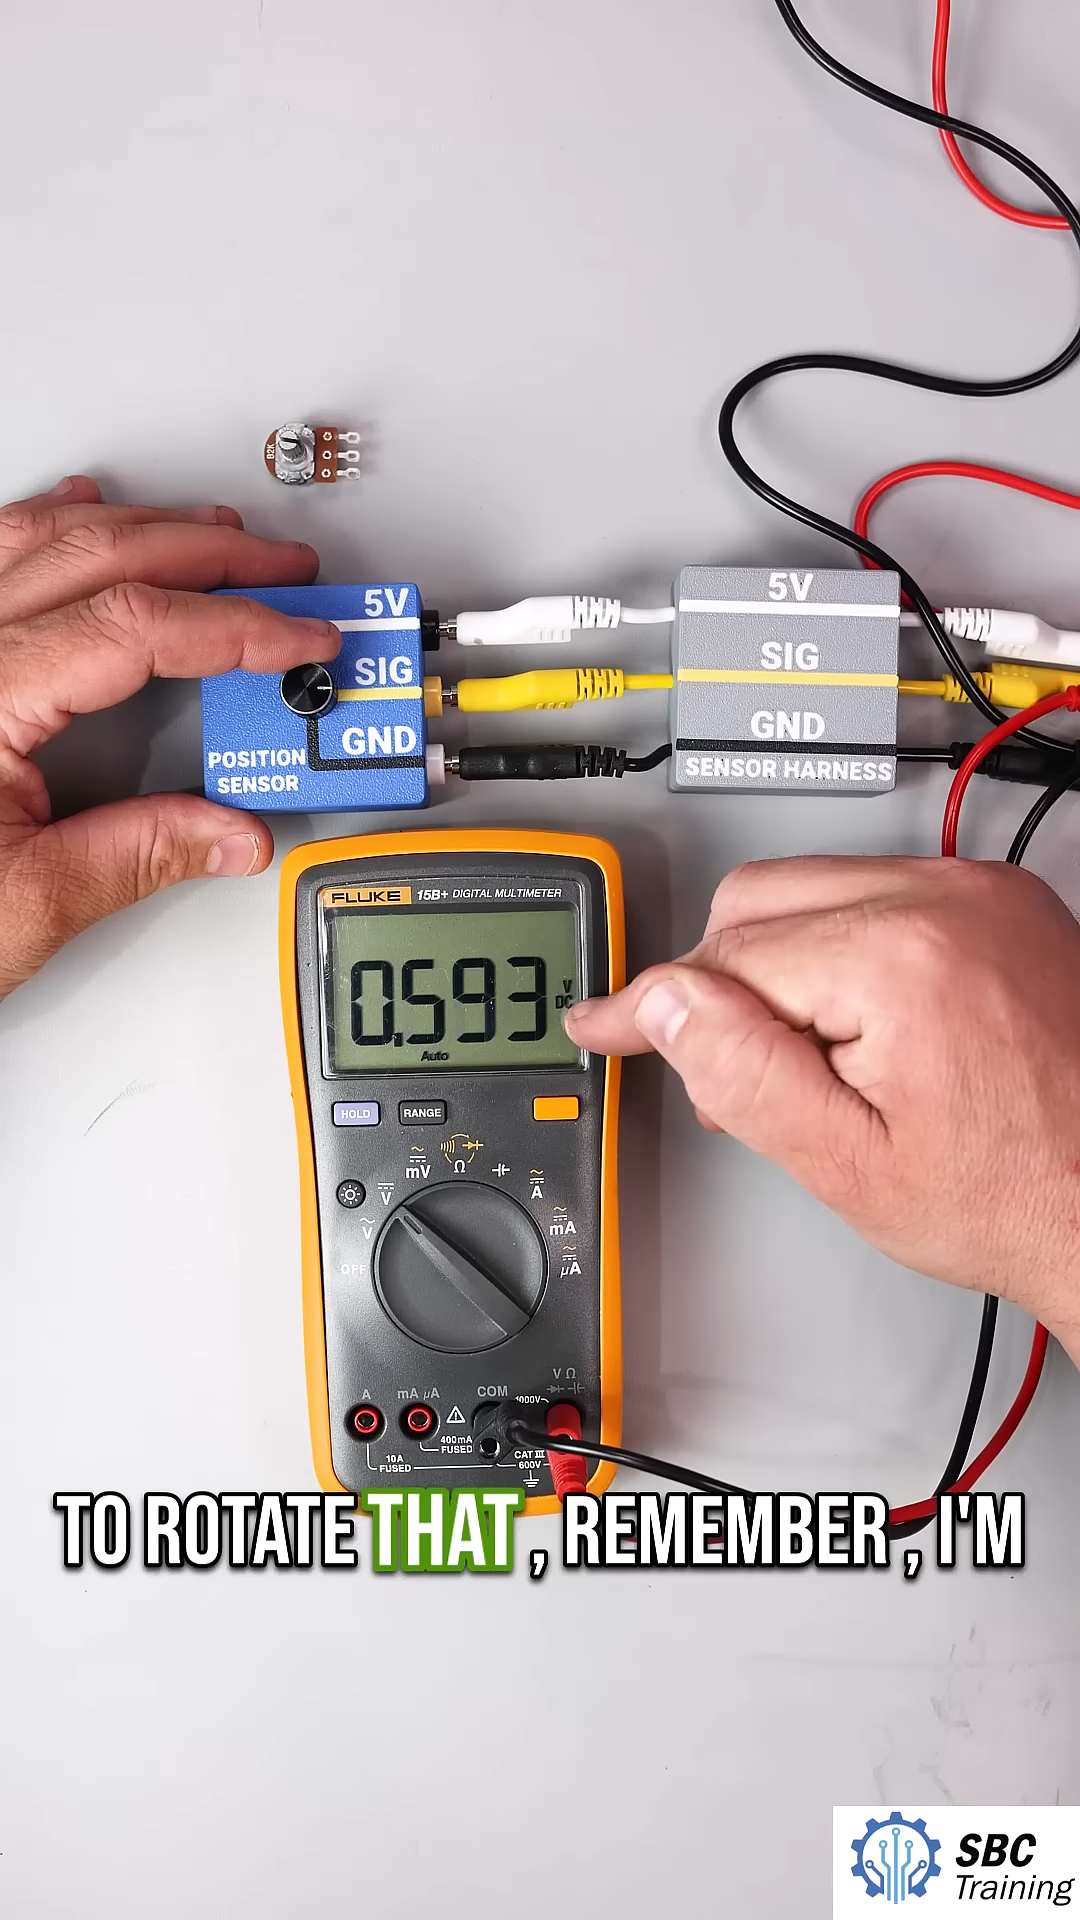 B2K
5V
SIG
GND
POSITION
SENSOR
5V
SIG
GND
SENSOR HARNESS
FLUKE 15B+ DIGITAL MULTIMETER
0.593
V
DC
Auto
HOLD
RANGE
mV
Ω
A
V
V
mA
OFF
µA
V Ω
A
mA µA
COM
1000V
400mA
FUSED
10A
FUSED
CAT III
600V
TO ROTATE THAT , REMEMBER , I'M
SBC
Training